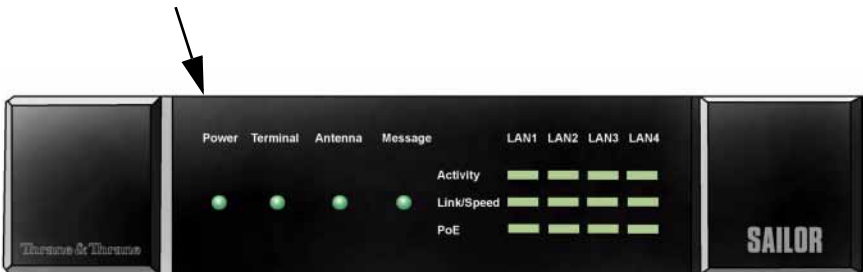 Power Terminal Antenna Message LAN1 LAN2 LAN3 LAN4
Activity
Link/Speed
PoE
Thrane & Thrane
SAILOR